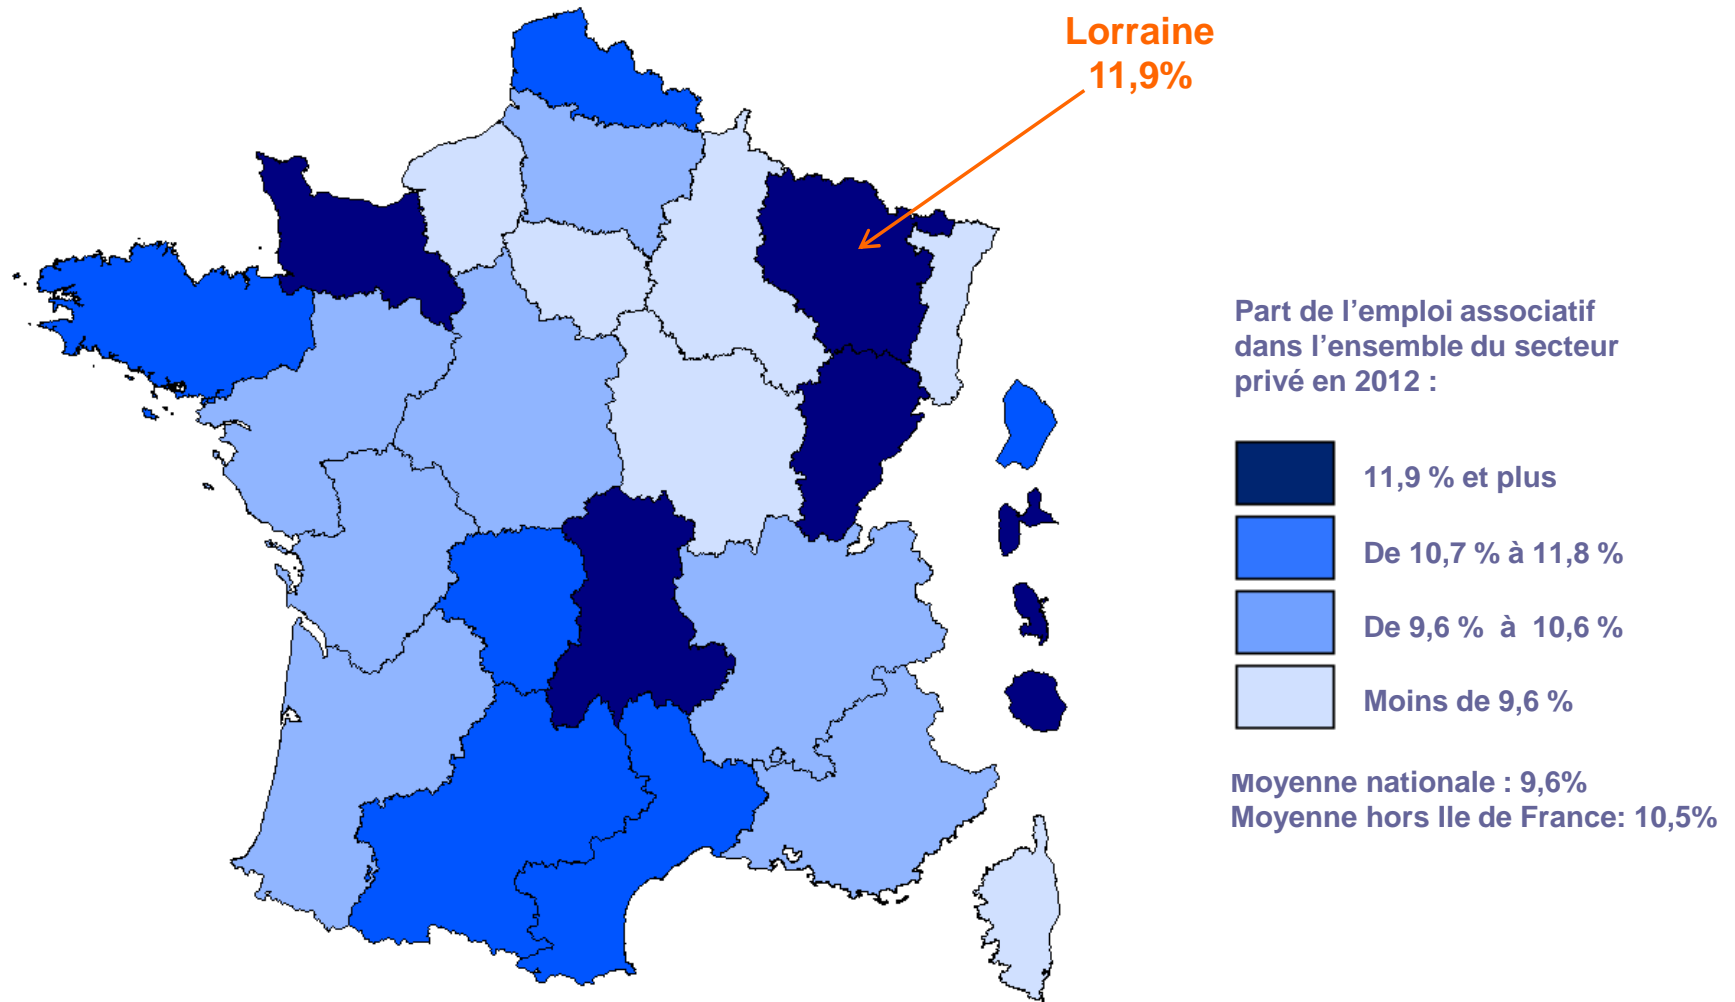 Lorraine
11,9%
Part de l’emploi associatif
dans l’ensemble du secteur
privé en 2012 :
11,9 % et plus
De 10,7 % à 11,8 %
De 9,6 % à 10,6 %
Moins de 9,6 %
Moyenne nationale : 9,6%
Moyenne hors Ile de France: 10,5%